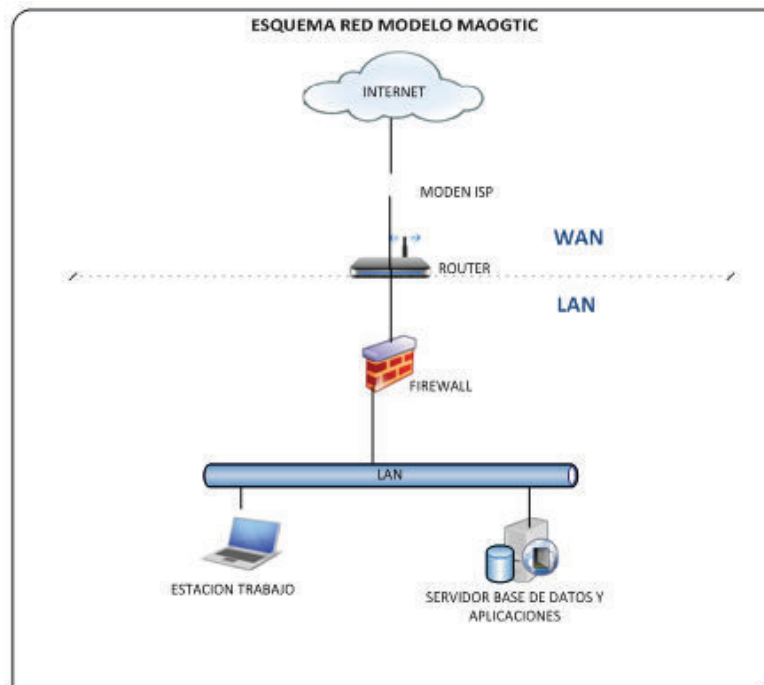 ESQUEMA RED MODELO MAOGTIC
INTERNET
MODEN ISP
WAN
ROUTER
LAN
FIREWALL
LAN
ESTACION TRABAJO
SERVIDOR BASE DE DATOS Y
APLICACIONES